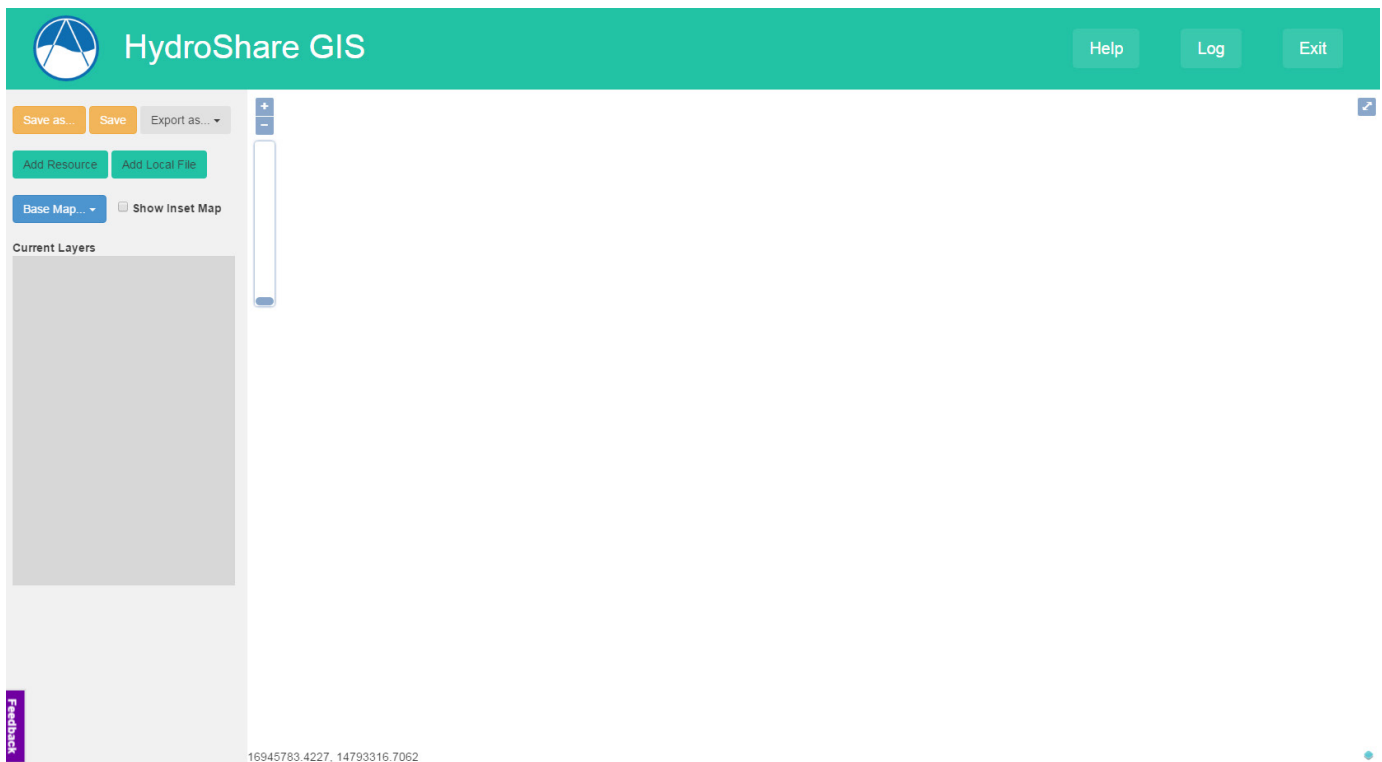 HydroShare GIS
Help Log Exit
Save as... Save Export as...
Add Resource Add Local File
Base Map... Show Inset Map
Current Layers
Feedback
16945783.4227, 14793316.7062